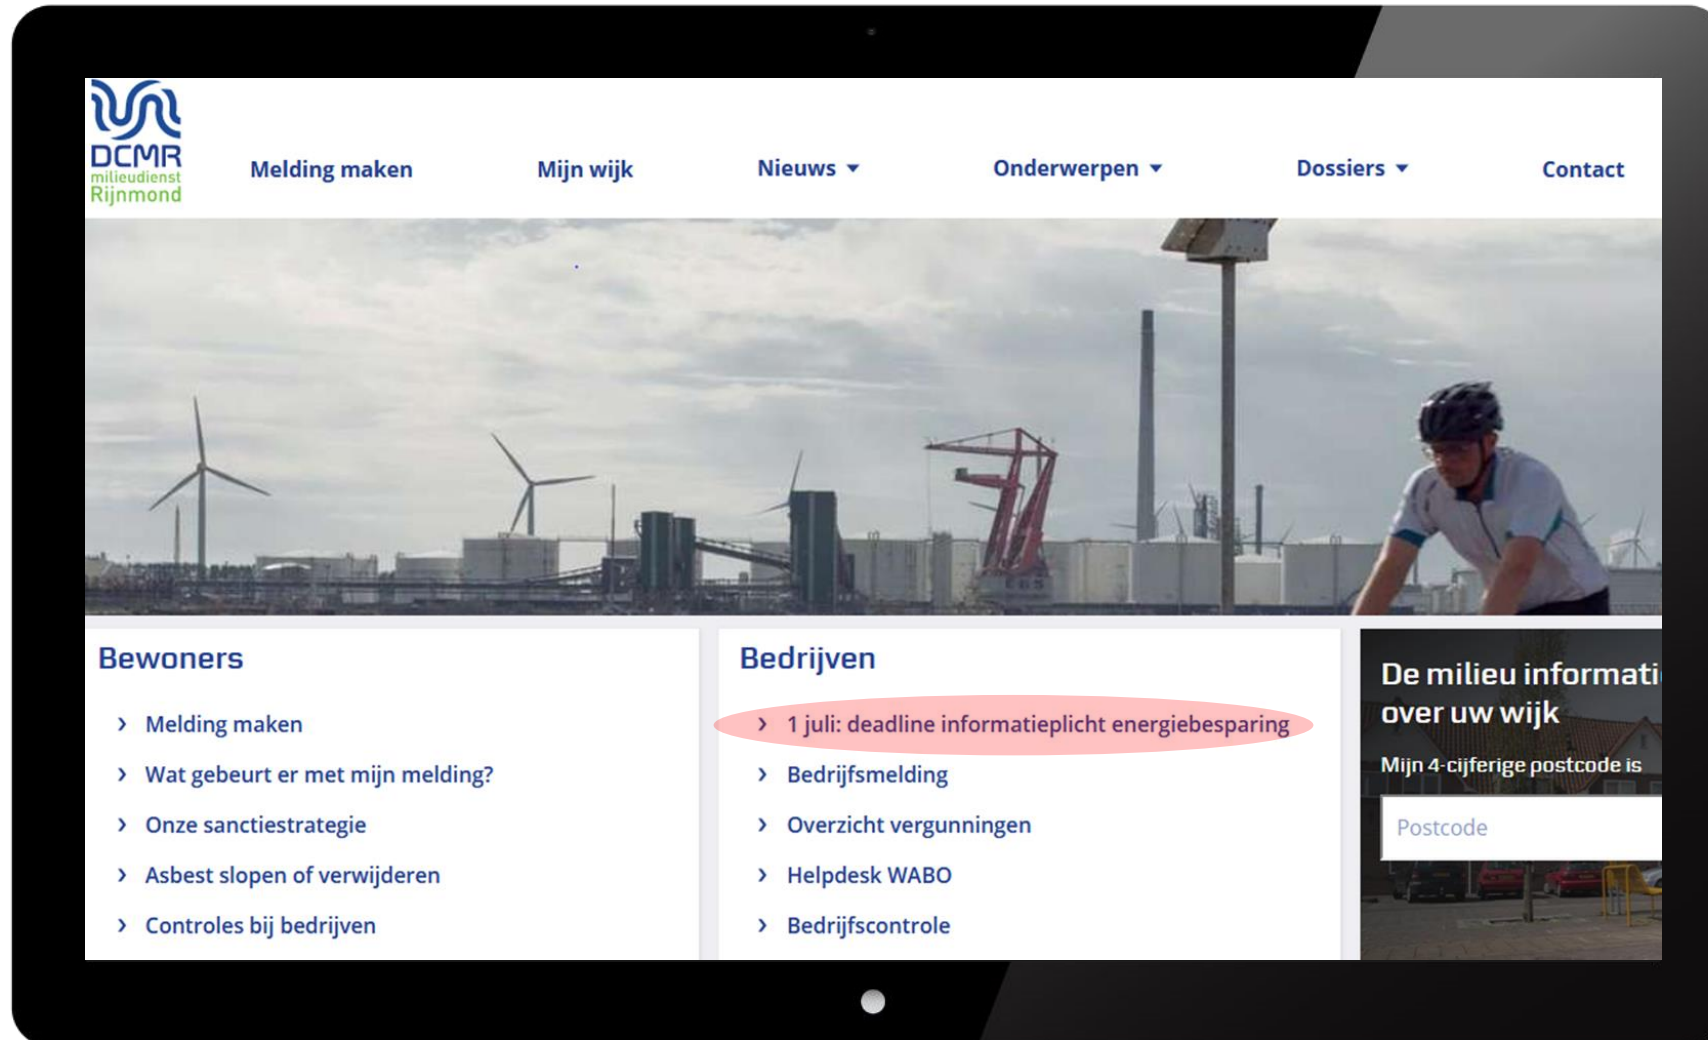 DCMR
milieudienst
Rijnmond
Melding maken
Mijn wijk
Nieuws
Onderwerpen
Dossiers
Contact
EBS
Bewoners
Melding maken
Wat gebeurt er met mijn melding?
Onze sanctiestrategie
Asbest slopen of verwijderen
Controles bij bedrijven
Bedrijven
1 juli: deadline informatieplicht energiebesparing
Bedrijfsmelding
Overzicht vergunningen
Helpdesk WABO
Bedrijfscontrole
De milieu informati
over uw wijk
Mijn 4-cijferige postcode is
Postcode